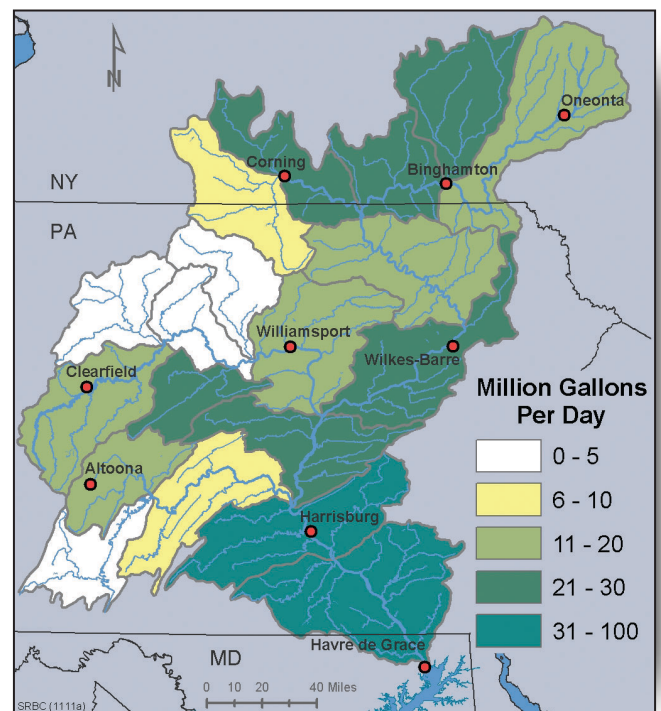 N
Oneonta
Corning
Binghamton
NY
PA
Williamsport
Wilkes-Barre
Clearfield
Million Gallons
Per Day
0 - 5
Altoona
6 - 10
Harrisburg
11 - 20
21 - 30
31 - 100
Havre de Grace
MD
0 10 20 40 Miles
SRBC (1111a)